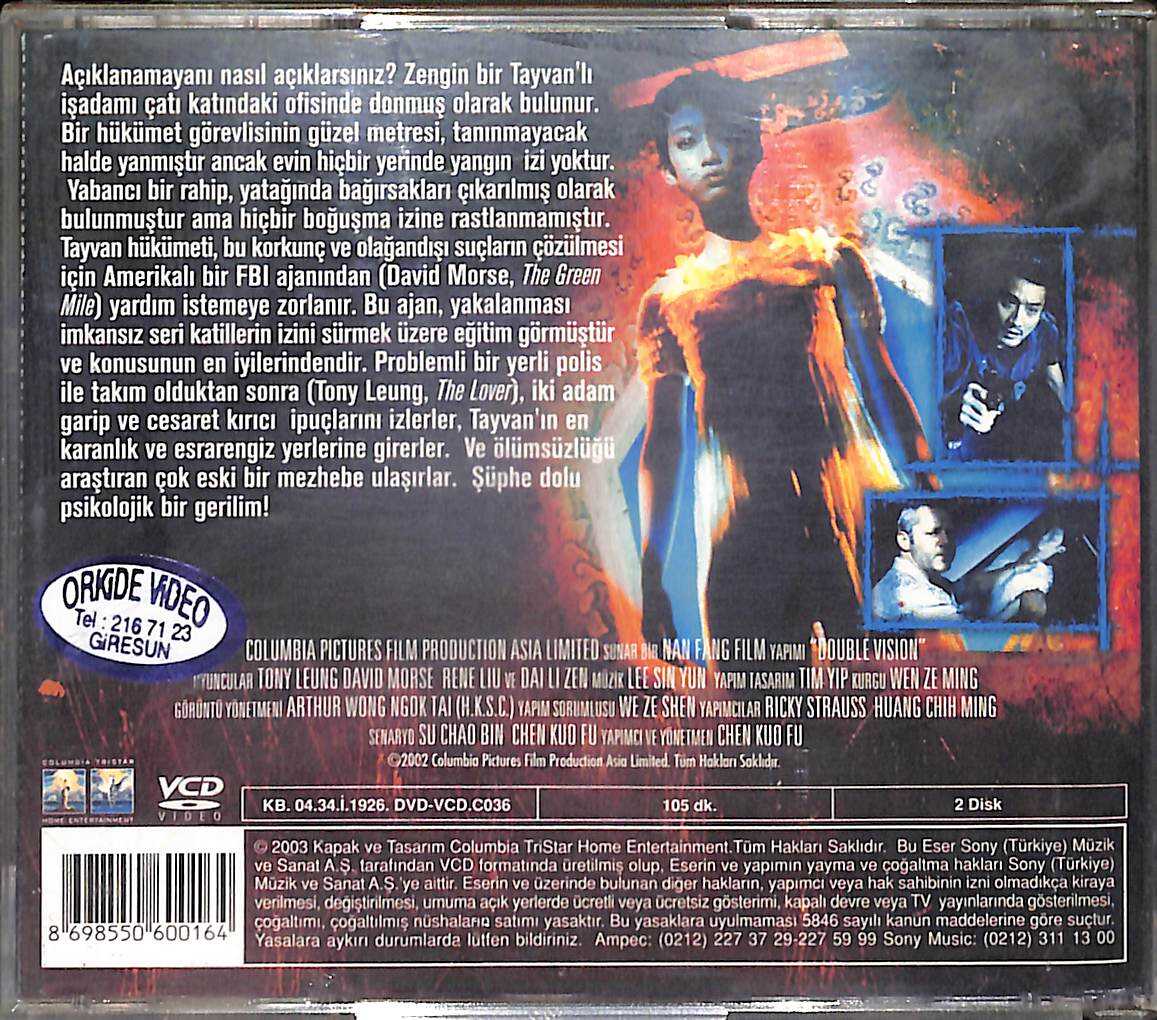 Açıklanamayanı nasıl açıklarsınız? Zengin bir Tayvan'lı
işadamı çatı katındaki ofisinde donmuş olarak bulunur.
Bir hükümet görevlisinin güzel metresi, tanınmayacak
halde yanmıştır ancak evin hiçbir yerinde yangın izi yoktur.
Yabancı bir rahip, yatağında bağırsakları çıkarılmış olarak
bulunmuştur ama hiçbir boğuşma izine rastlanmamıştır.
Tayvan hükümeti, bu korkunç ve olağandışı suçların çözülmesi
için Amerikalı bir FBI ajanından (David Morse, The Green
Mile) yardım istemeye zorlanır. Bu ajan, yakalanması
imkansız seri katillerin izini sürmek üzere eğitim görmüştür
ve konusunun en iyilerindendir. Problemli bir yerli polis
ile takım olduktan sonra (Tony Leung, The Lover), iki adam
garip ve cesaret kırıcı ipuçlarını izlerler, Tayvan'ın en
karanlık ve esrarengiz yerlerine girerler. Ve ölümsüzlüğü
araştıran çok eski bir mezhebe ulaşırlar. Şüphe dolu
psikolojik bir gerilim!
ORKİDE VİDEO
Tel : 216 71 23
GİRESUN
COLUMBIA PICTURES FILM PRODUCTION ASIA LIMITED SUNAR BİR NAN FANG FILM YAPIMI "DOUBLE VISION"
OYUNCULAR TONY LEUNG DAVID MORSE RENE LIU VE DAI LI ZEN MÜZİK LEE SIN YUN YAPIM TASARIM TIM YIP KURGU WEN ZE MING
GÖRÜNTÜ YÖNETMENİ ARTHUR WONG NGOK TAI (H.K.S.C.) YAPIM SORUMLUSU WE ZE SHEN YAPIMCILAR RICKY STRAUSS HUANG CHIH MING
SENARYO SU CHAO BIN CHEN KUO FU YAPIMCI VE YÖNETMEN CHEN KUO FU
©2002 Columbia Pictures Film Production Asia Limited. Tüm Hakları Saklıdır.
COLUMBIA TRISTAR
HOME ENTERTAINMENT
VCD
VIDEO
KB. 04.34.İ.1926. DVD-VCD.C036
105 dk.
2 Disk
© 2003 Kapak ve Tasarım Columbia TriStar Home Entertainment.Tüm Hakları Saklıdır. Bu Eser Sony (Türkiye) Müzik
ve Sanat A.Ş. tarafından VCD formatında üretilmiş olup, Eserin ve yapımın yayma ve çoğaltma hakları Sony (Türkiye)
Müzik ve Sanat A.Ş.'ye aittir. Eserin ve üzerinde bulunan diğer hakların, yapımcı veya hak sahibinin izni olmadıkça kiraya
verilmesi, değiştirilmesi, umuma açık yerlerde ücretli veya ücretsiz gösterimi, kapalı devre veya TV yayınlarında gösterilmesi,
çoğaltımı, çoğaltılmış nüshaların satımı yasaktır. Bu yasaklara uyulmaması 5846 sayılı kanun maddelerine göre suçtur.
Yasalara aykırı durumlarda lütfen bildiriniz. Ampec: (0212) 227 37 29-227 59 99 Sony Music: (0212) 311 13 00
8 698550 600164